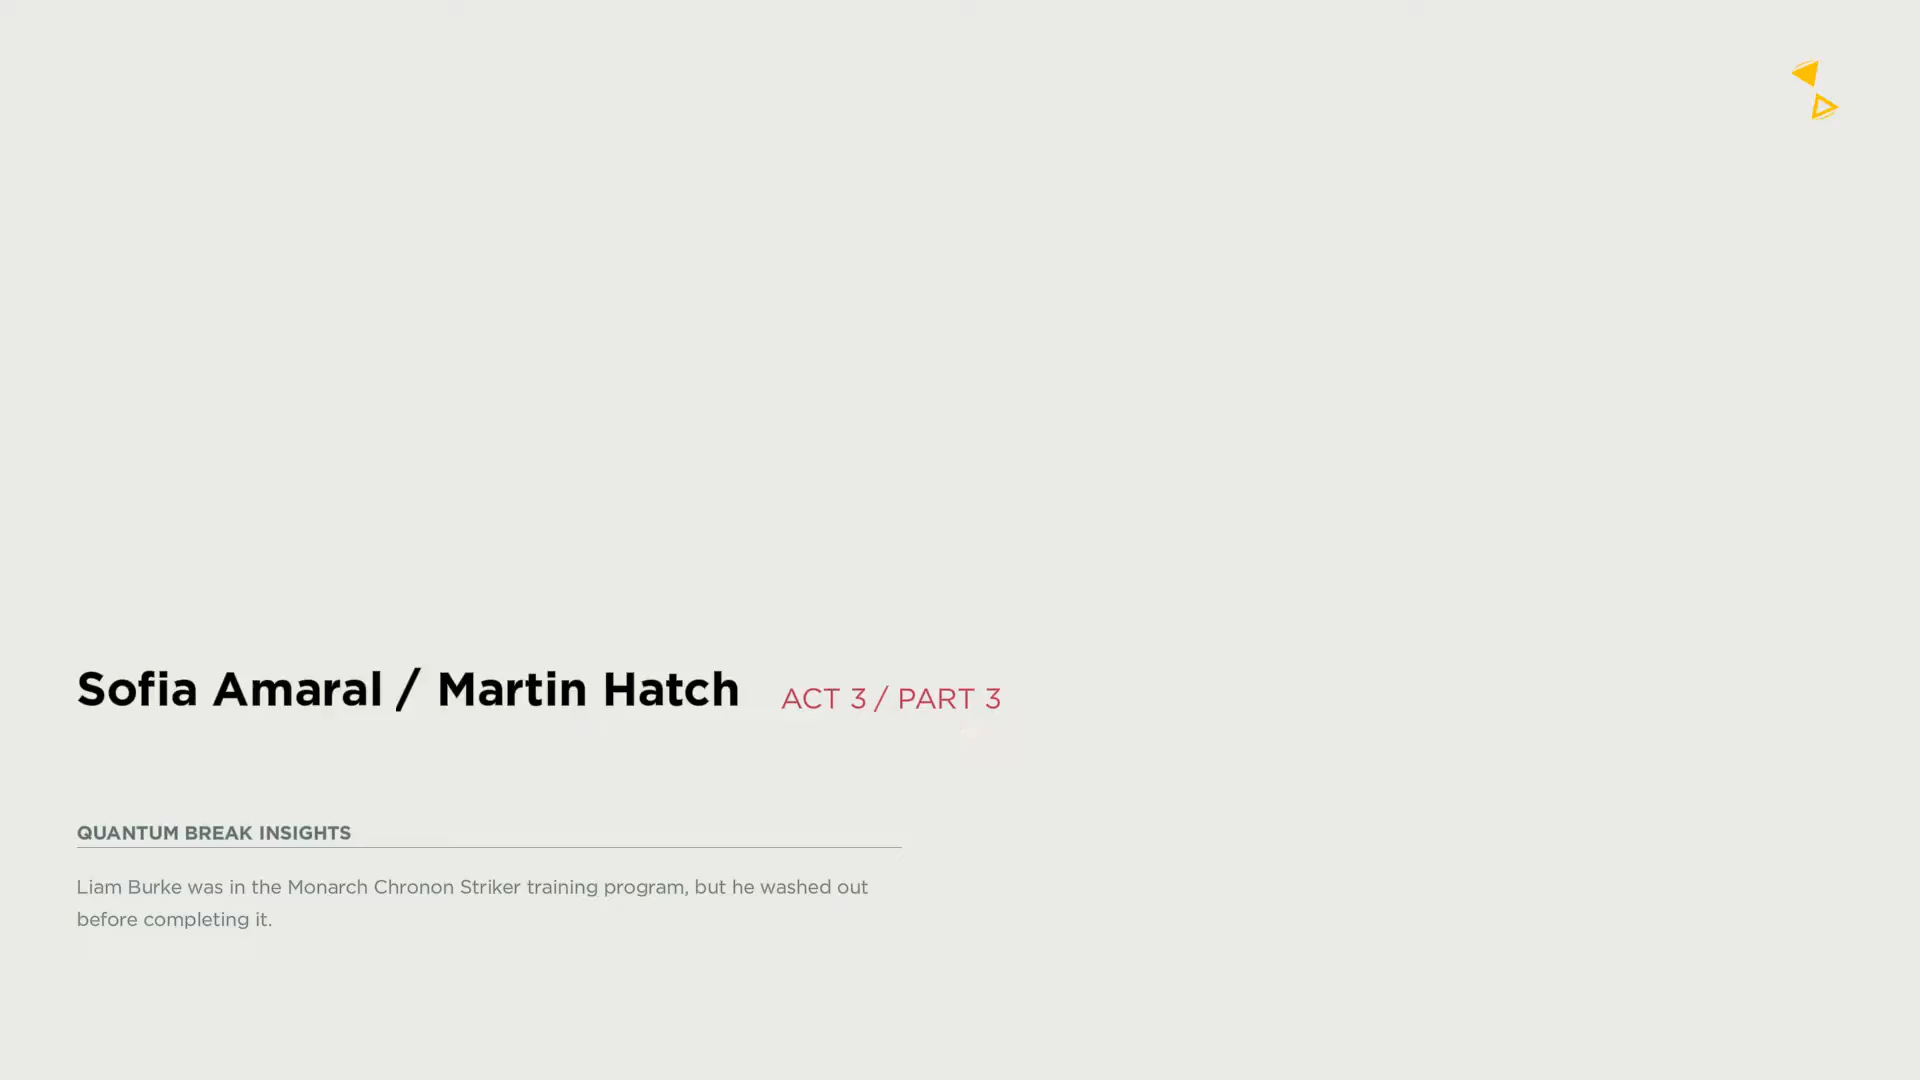 Sofia Amaral / Martin Hatch ACT 3 / PART 3
QUANTUM BREAK INSIGHTS
Liam Burke was in the Monarch Chronon Striker training program, but he washed out
before completing it.